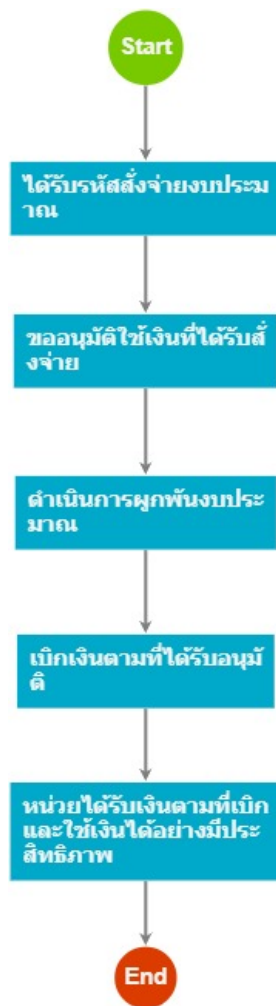 Start
ได้รับรหัสสั่งจ่ายงบประม
าณ
ขออนุมัติใช้เงินที่ได้รับสั่
งจ่าย
ดำเนินการผูกพันงบประ
มาณ
เบิกเงินตามที่ได้รับอนุมั
ติ
หน่วยได้รับเงินตามที่เบิก
และใช้เงินได้อย่างมีประ
สิทธิภาพ
End